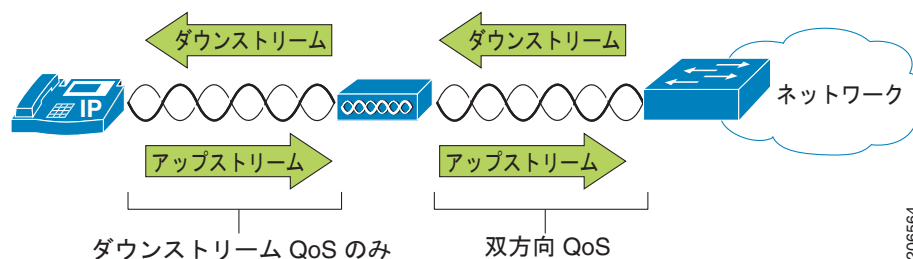 ダウンストリーム
ダウンストリーム
IP
ネットワーク
アップストリーム
アップストリーム
ダウンストリーム QoS のみ
双方向 QoS
206564